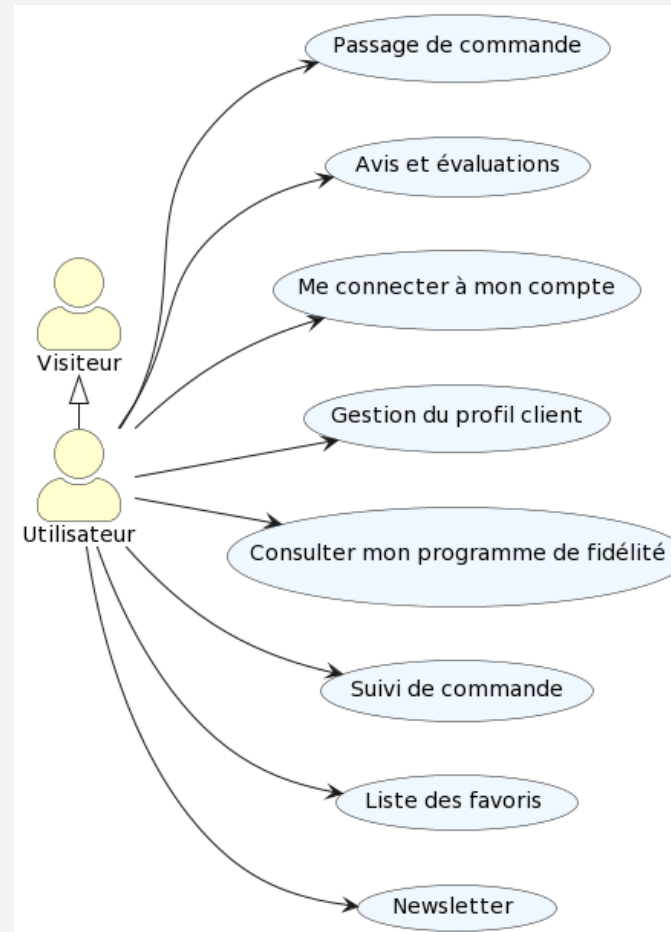 Passage de commande
Avis et évaluations
Me connecter à mon compte
Visiteur
Gestion du profil client
Utilisateur
Consulter mon programme de fidélité
Suivi de commande
Liste des favoris
Newsletter